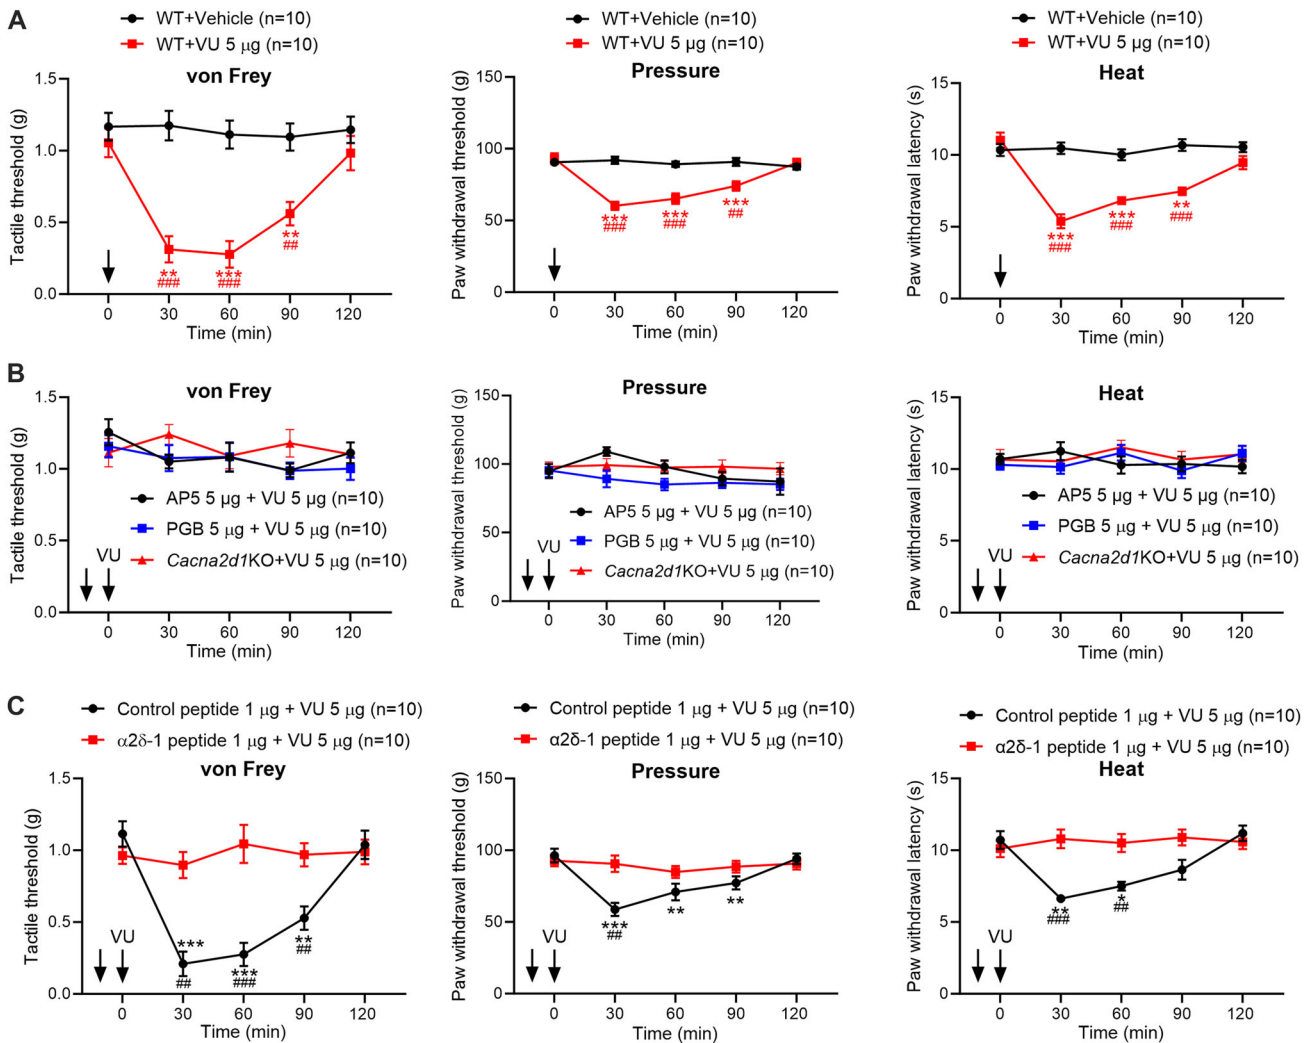 A
WT+Vehicle (n=10)
WT+VU 5 μg (n=10)
von Frey
Tactile threshold (g)
1.5
1.0
0.5
0.0
**
###
***
###
**
##
0 30 60 90 120
Time (min)
WT+Vehicle (n=10)
WT+VU 5 μg (n=10)
Pressure
Paw withdrawal threshold (g)
150
100
50
0
***
###
***
###
***
##
0 30 60 90 120
Time (min)
WT+Vehicle (n=10)
WT+VU 5 μg (n=10)
Heat
Paw withdrawal latency (s)
15
10
5
0
***
###
***
###
**
###
0 30 60 90 120
Time (min)
B
von Frey
Tactile threshold (g)
1.5
1.0
0.5
0.0
AP5 5 μg + VU 5 μg (n=10)
PGB 5 μg + VU 5 μg (n=10)
Cacna2d1KO+VU 5 μg (n=10)
VU
0 30 60 90 120
Time (min)
Pressure
Paw withdrawal threshold (g)
150
100
50
0
AP5 5 μg + VU 5 μg (n=10)
PGB 5 μg + VU 5 μg (n=10)
Cacna2d1KO+VU 5 μg (n=10)
VU
0 30 60 90 120
Time (min)
Heat
Paw withdrawal latency (s)
15
10
5
0
AP5 5 μg + VU 5 μg (n=10)
PGB 5 μg + VU 5 μg (n=10)
Cacna2d1KO+VU 5 μg (n=10)
VU
0 30 60 90 120
Time (min)
C
Control peptide 1 μg + VU 5 μg (n=10)
α2δ-1 peptide 1 μg + VU 5 μg (n=10)
von Frey
Tactile threshold (g)
1.5
1.0
0.5
0.0
VU
***
##
***
###
**
##
0 30 60 90 120
Time (min)
Control peptide 1 μg + VU 5 μg (n=10)
α2δ-1 peptide 1 μg + VU 5 μg (n=10)
Pressure
Paw withdrawal threshold (g)
150
100
50
0
VU
***
##
**
**
0 30 60 90 120
Time (min)
Control peptide 1 μg + VU 5 μg (n=10)
α2δ-1 peptide 1 μg + VU 5 μg (n=10)
Heat
Paw withdrawal latency (s)
15
10
5
0
VU
**
###
*
##
0 30 60 90 120
Time (min)